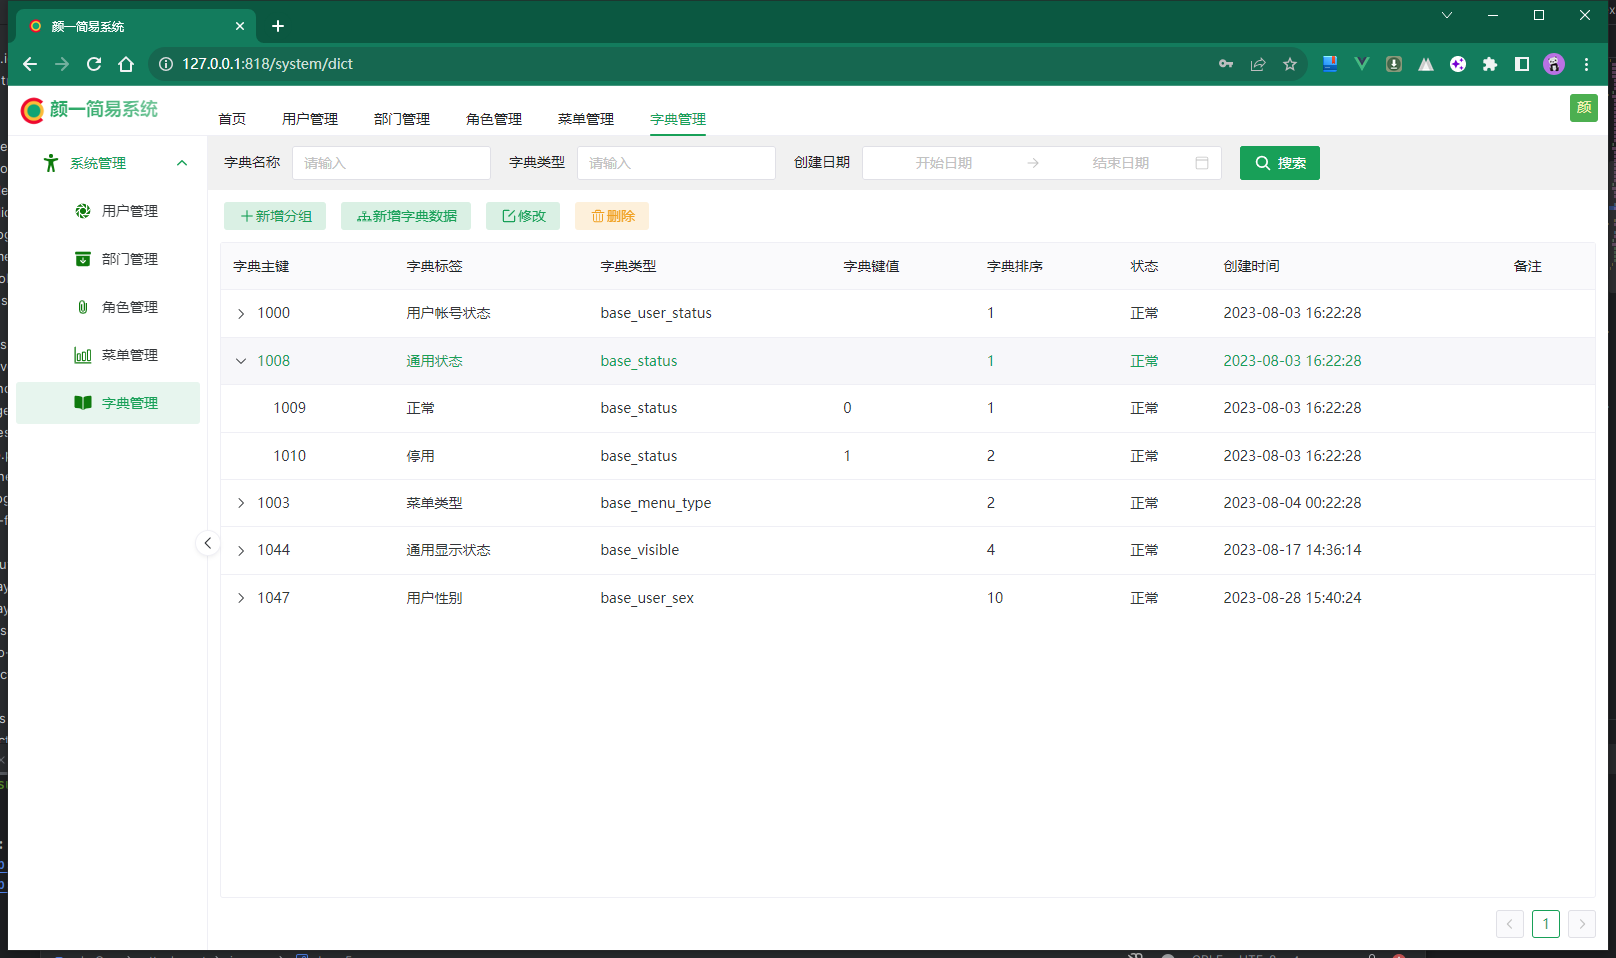 颜一简易系统
127.0.0.1:818/system/dict
颜一简易系统
首页 用户管理 部门管理 角色管理 菜单管理 字典管理
颜
系统管理
用户管理
部门管理
角色管理
菜单管理
字典管理
字典名称 请输入 字典类型 请输入 创建日期 开始日期 → 结束日期 搜索
新增分组 新增字典数据 修改 删除
字典主键 字典标签 字典类型 字典键值 字典排序 状态 创建时间 备注
1000 用户帐号状态 base_user_status 1 正常 2023-08-03 16:22:28
1008 通用状态 base_status 1 正常 2023-08-03 16:22:28
1009 正常 base_status 0 1 正常 2023-08-03 16:22:28
1010 停用 base_status 1 2 正常 2023-08-03 16:22:28
1003 菜单类型 base_menu_type 2 正常 2023-08-04 00:22:28
1044 通用显示状态 base_visible 4 正常 2023-08-17 14:36:14
1047 用户性别 base_user_sex 10 正常 2023-08-28 15:40:24
1